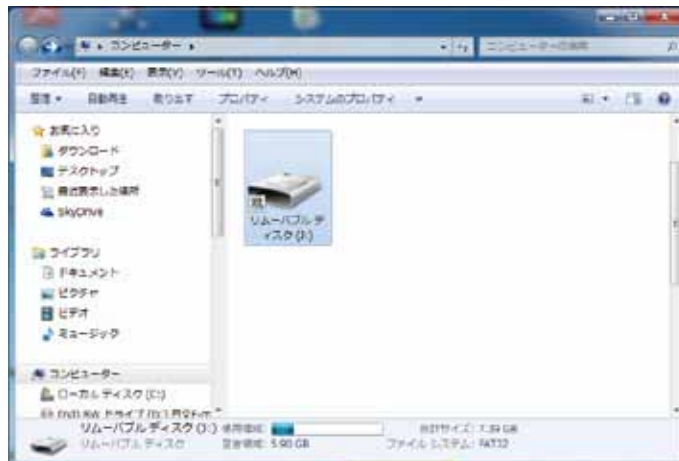 コンピューター
コンピューターの検索
ファイル(F) 編集(E) 表示(V) ツール(T) ヘルプ(H)
整理 自動再生 取り出す プロパティ システムのプロパティ »
お気に入り
ダウンロード
デスクトップ
最近表示した場所
SkyDrive
ライブラリ
ドキュメント
ピクチャ
ビデオ
ミュージック
コンピューター
ローカル ディスク (C:)
リムーバブル ディ
スク (J:)
リムーバブル ディスク (J:) 使用領域:
合計サイズ: 7.39 GB
リムーバブル ディスク
空き領域: 5.90 GB
ファイル システム: FAT32